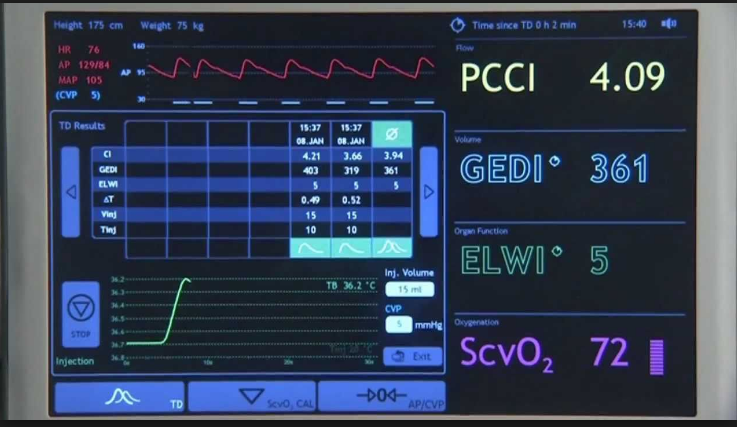 Height 175 cm Weight 75 kg
Time since TD 0 h 2 min 15:40
HR 76
AP 129/84
MAP 105
(CVP 5)
AP
160
95
30
Flow
PCCI 4.09
TD Results
15:37 15:37 Ø
08.JAN 08.JAN
CI 4.21 3.66 3.94
GEDI 403 319 361
ELWI 5 5 5
ΔT 0.49 0.52
Vinj 15 15
Tinj 10 10
Volume
GEDI° 361
Organ Function
ELWI° 5
36.2
36.3
36.4
36.5
36.6
36.7
36.8
TB 36.2 °C
0s 10s 20s 30s
Inj. Volume
15 ml
CVP
5 mmHg
Exit
STOP
Injection
Oxygenation
ScvO₂ 72
TD
ScvO₂ CAL
0
AP/CVP